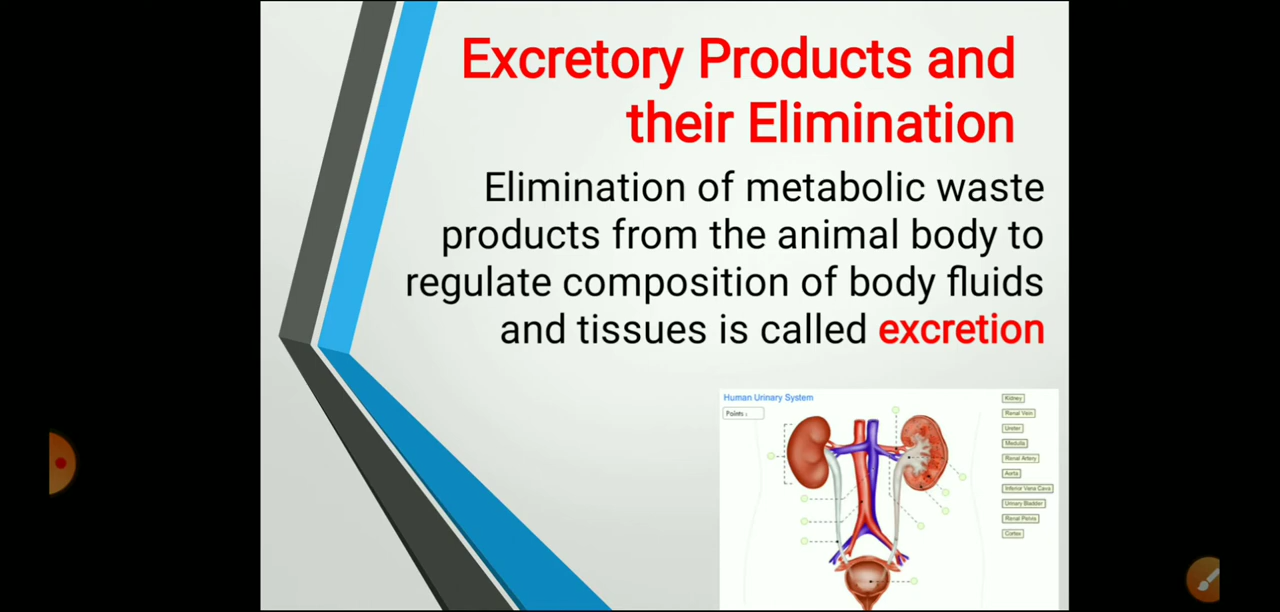 Excretory Products and
their Elimination
Elimination of metabolic waste
products from the animal body to
regulate composition of body fluids
and tissues is called excretion
Human Urinary System
Points :
Kidney
Renal Vein
Ureter
Medulla
Renal Artery
Aorta
Inferior Vena Cava
Urinary Bladder
Renal Pelvis
Cortex